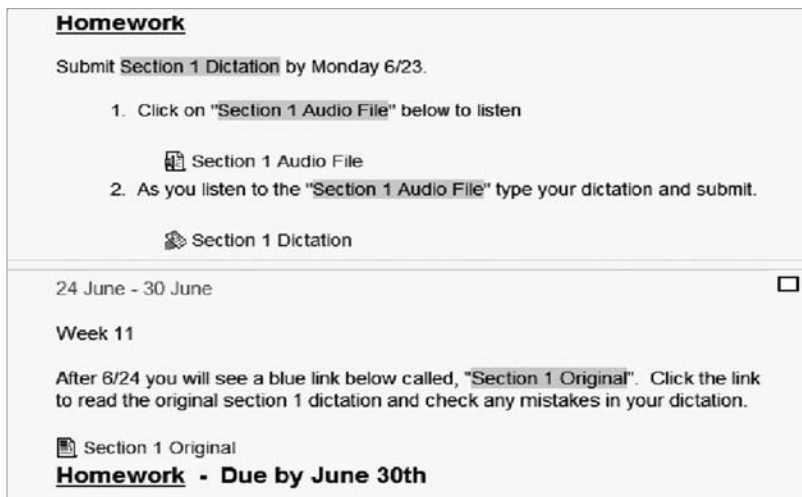 Homework
Submit Section 1 Dictation by Monday 6/23.
1. Click on "Section 1 Audio File" below to listen
Section 1 Audio File
2. As you listen to the "Section 1 Audio File" type your dictation and submit.
Section 1 Dictation
24 June - 30 June
Week 11
After 6/24 you will see a blue link below called, "Section 1 Original". Click the link
to read the original section 1 dictation and check any mistakes in your dictation.
Section 1 Original
Homework - Due by June 30th